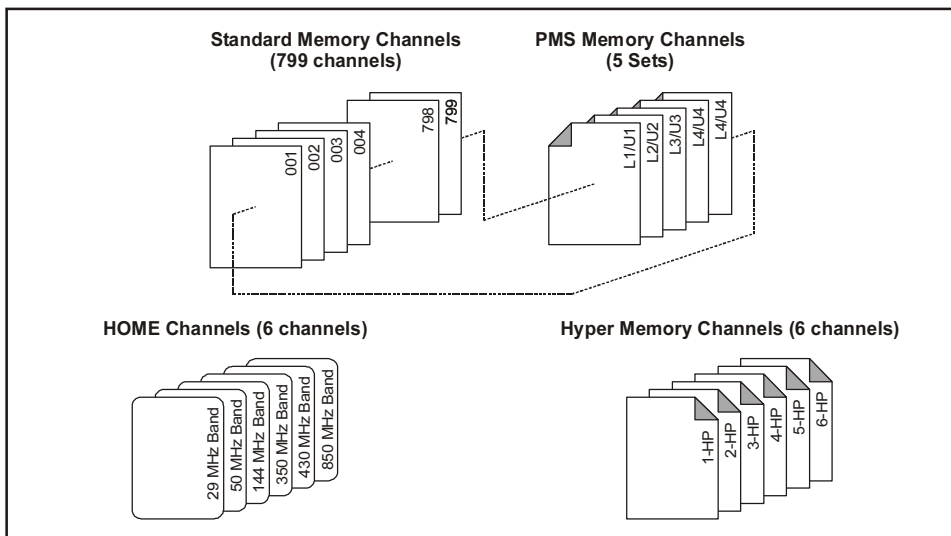 Standard Memory Channels
(799 channels)
PMS Memory Channels
(5 Sets)
001
002
003
004
798
799
L1/U1
L2/U2
L3/U3
L4/U4
L4/U4
HOME Channels (6 channels)
Hyper Memory Channels (6 channels)
29 MHz Band
50 MHz Band
144 MHz Band
350 MHz Band
430 MHz Band
850 MHz Band
1-HP
2-HP
3-HP
4-HP
5-HP
6-HP